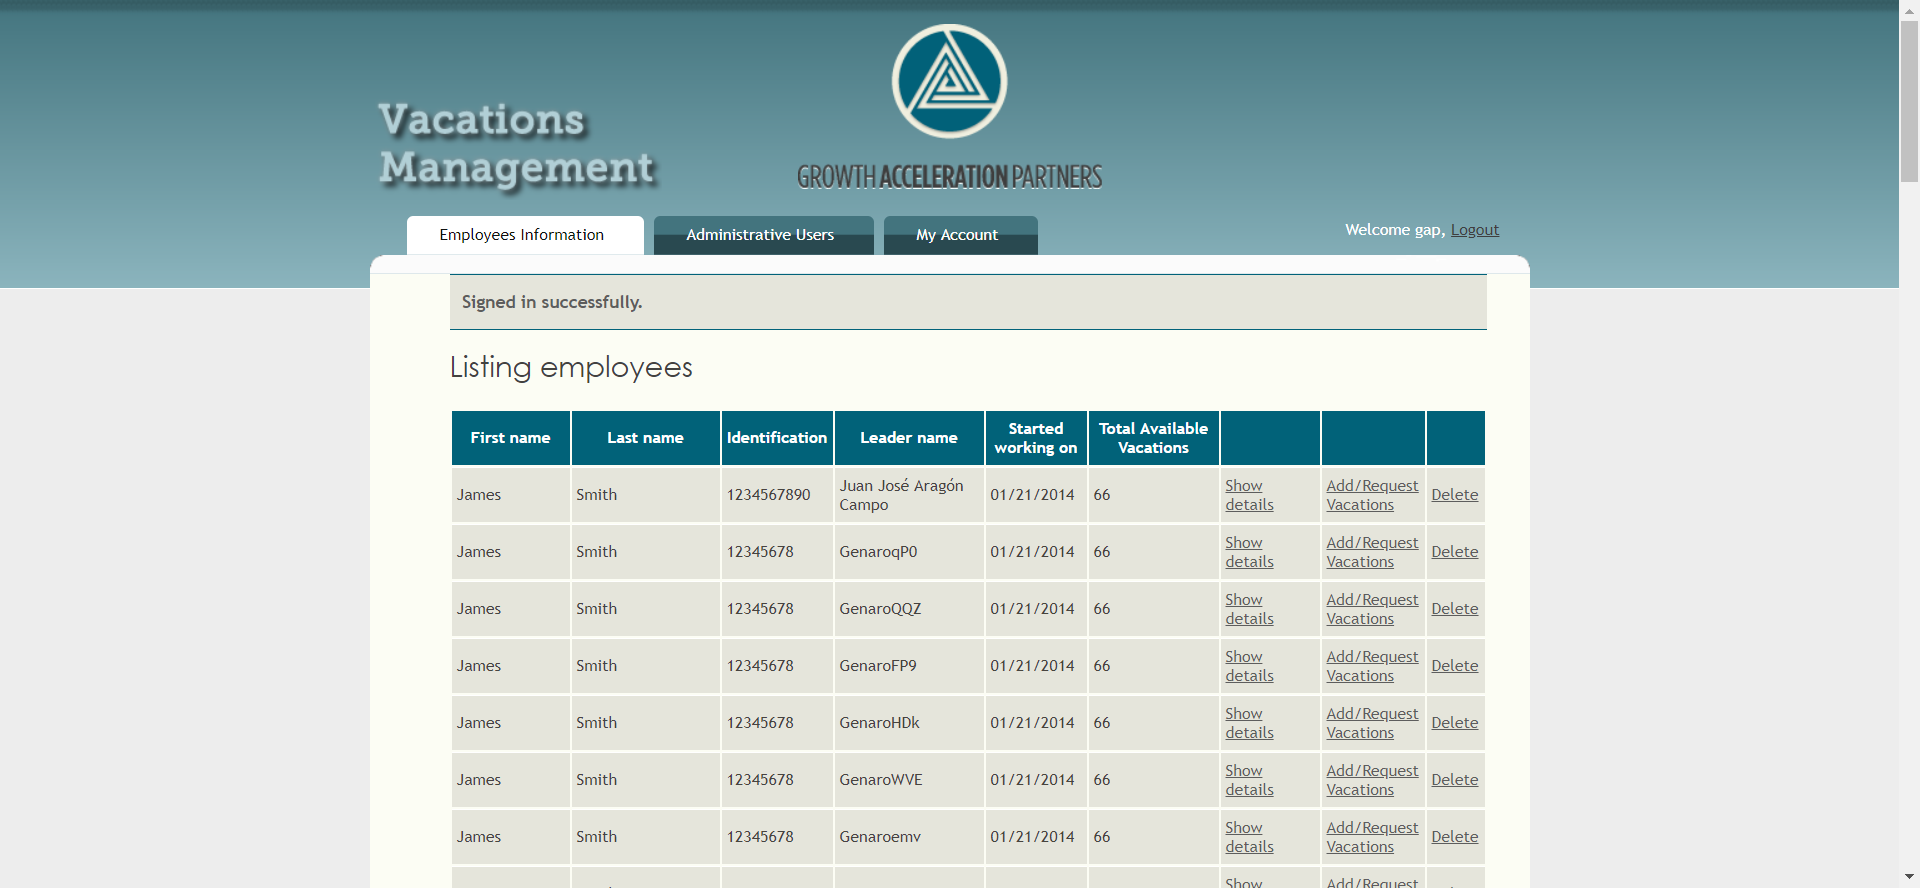 Vacations
Management
GROWTH ACCELERATION PARTNERS
Employees Information
Administrative Users
My Account
Welcome gap, Logout
Signed in successfully.
Listing employees
First name Last name Identification Leader name Started working on Total Available Vacations
James Smith 1234567890 Juan José Aragón Campo 01/21/2014 66 Show details Add/Request Vacations Delete
James Smith 12345678 GenaroqP0 01/21/2014 66 Show details Add/Request Vacations Delete
James Smith 12345678 GenaroQQZ 01/21/2014 66 Show details Add/Request Vacations Delete
James Smith 12345678 GenaroFP9 01/21/2014 66 Show details Add/Request Vacations Delete
James Smith 12345678 GenaroHDk 01/21/2014 66 Show details Add/Request Vacations Delete
James Smith 12345678 GenaroWVE 01/21/2014 66 Show details Add/Request Vacations Delete
James Smith 12345678 Genaroemv 01/21/2014 66 Show details Add/Request Vacations Delete
Show Add/Request